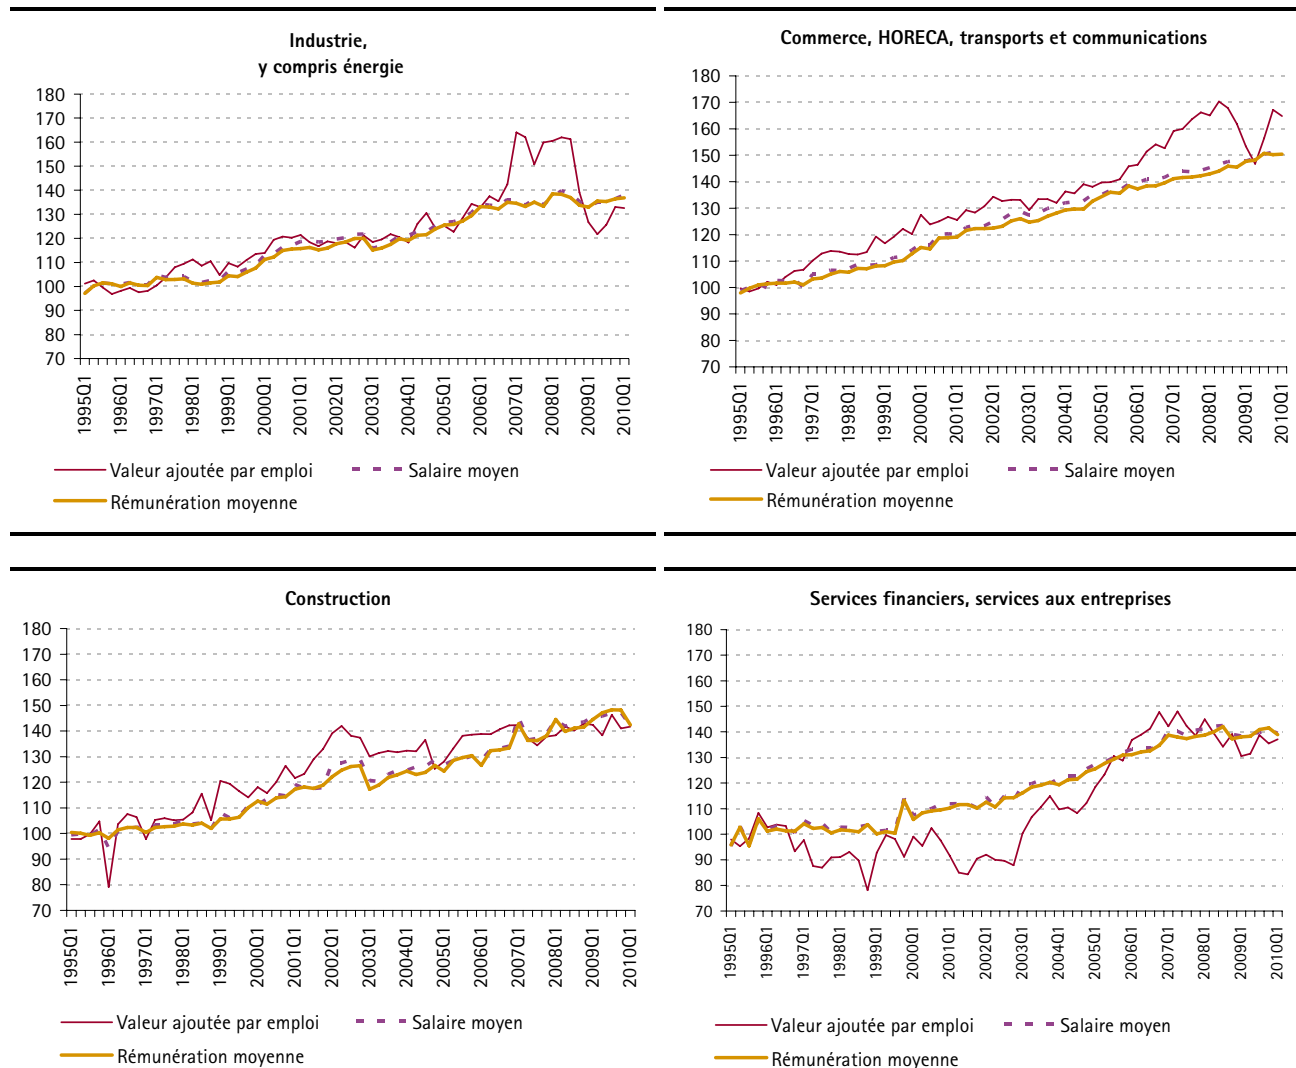 Industrie,
y compris énergie
180
170
160
150
140
130
120
110
100
90
80
70
1995Q1
1996Q1
1997Q1
1998Q1
1999Q1
2000Q1
2001Q1
2002Q1
2003Q1
2004Q1
2005Q1
2006Q1
2007Q1
2008Q1
2009Q1
2010Q1
Valeur ajoutée par emploi
Salaire moyen
Rémunération moyenne
Commerce, HORECA, transports et communications
180
170
160
150
140
130
120
110
100
90
80
70
1995Q1
1996Q1
1997Q1
1998Q1
1999Q1
2000Q1
2001Q1
2002Q1
2003Q1
2004Q1
2005Q1
2006Q1
2007Q1
2008Q1
2009Q1
2010Q1
Valeur ajoutée par emploi
Salaire moyen
Rémunération moyenne
Construction
180
170
160
150
140
130
120
110
100
90
80
70
1995Q1
1996Q1
1997Q1
1998Q1
1999Q1
2000Q1
2001Q1
2002Q1
2003Q1
2004Q1
2005Q1
2006Q1
2007Q1
2008Q1
2009Q1
2010Q1
Valeur ajoutée par emploi
Salaire moyen
Rémunération moyenne
Services financiers, services aux entreprises
180
170
160
150
140
130
120
110
100
90
80
70
1995Q1
1996Q1
1997Q1
1998Q1
1999Q1
2000Q1
2001Q1
2002Q1
2003Q1
2004Q1
2005Q1
2006Q1
2007Q1
2008Q1
2009Q1
2010Q1
Valeur ajoutée par emploi
Salaire moyen
Rémunération moyenne